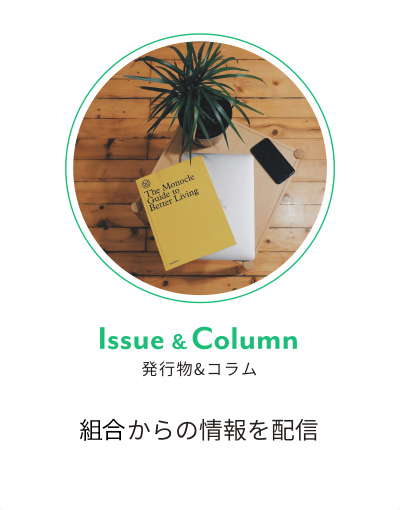 The Monocle
Guide to
Better Living
Issue & Column
発行物&コラム
組合からの情報を配信